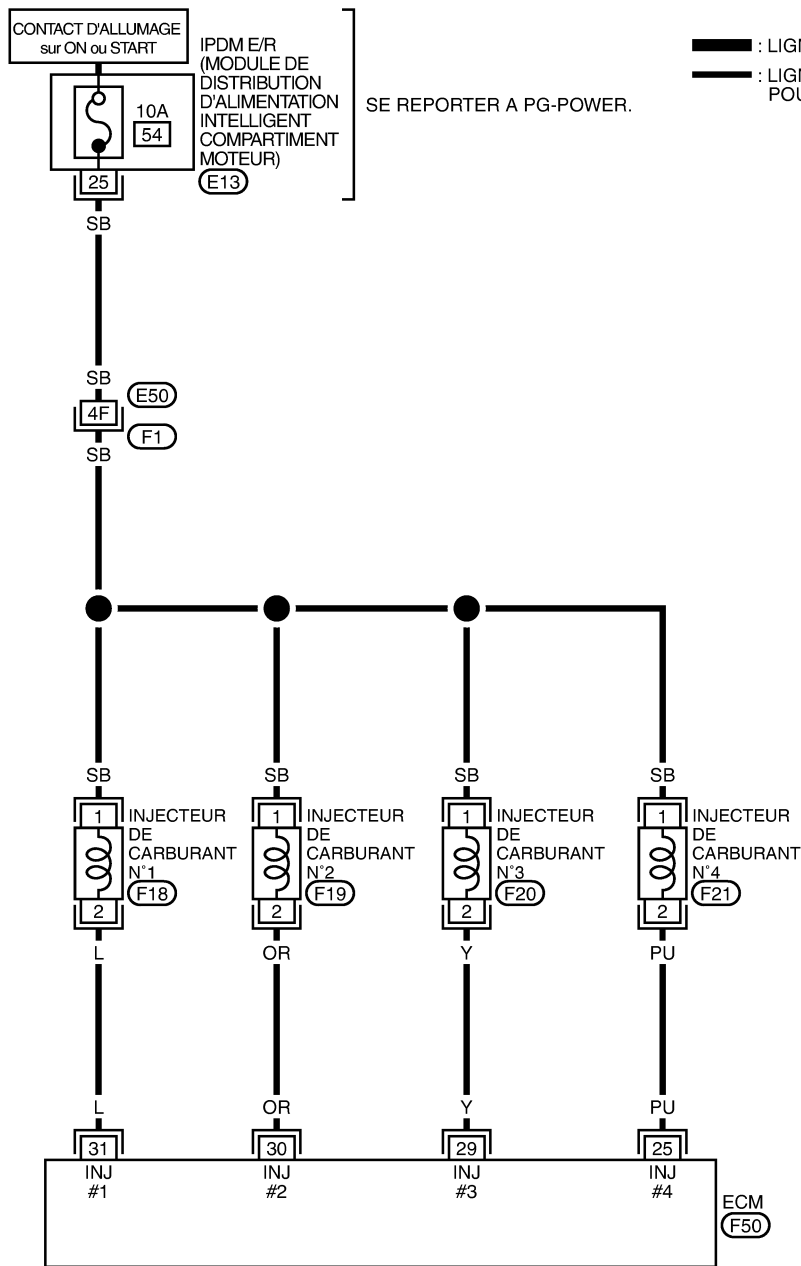 CONTACT D'ALLUMAGE
sur ON ou START
IPDM E/R
(MODULE DE
DISTRIBUTION
D'ALIMENTATION
INTELLIGENT
COMPARTIMENT
MOTEUR)
E13
10A
54
25
SE REPORTER A PG-POWER.
: LIGN
: LIGN
POU
SB
SB
4F
E50
F1
SB
SB SB SB SB
1 INJECTEUR
DE
CARBURANT
N°1
F18
2
1 INJECTEUR
DE
CARBURANT
N°2
F19
2
1 INJECTEUR
DE
CARBURANT
N°3
F20
2
1 INJECTEUR
DE
CARBURANT
N°4
F21
2
L OR Y PU
L OR Y PU
31 30 29 25
INJ INJ INJ INJ
#1 #2 #3 #4
ECM
F50